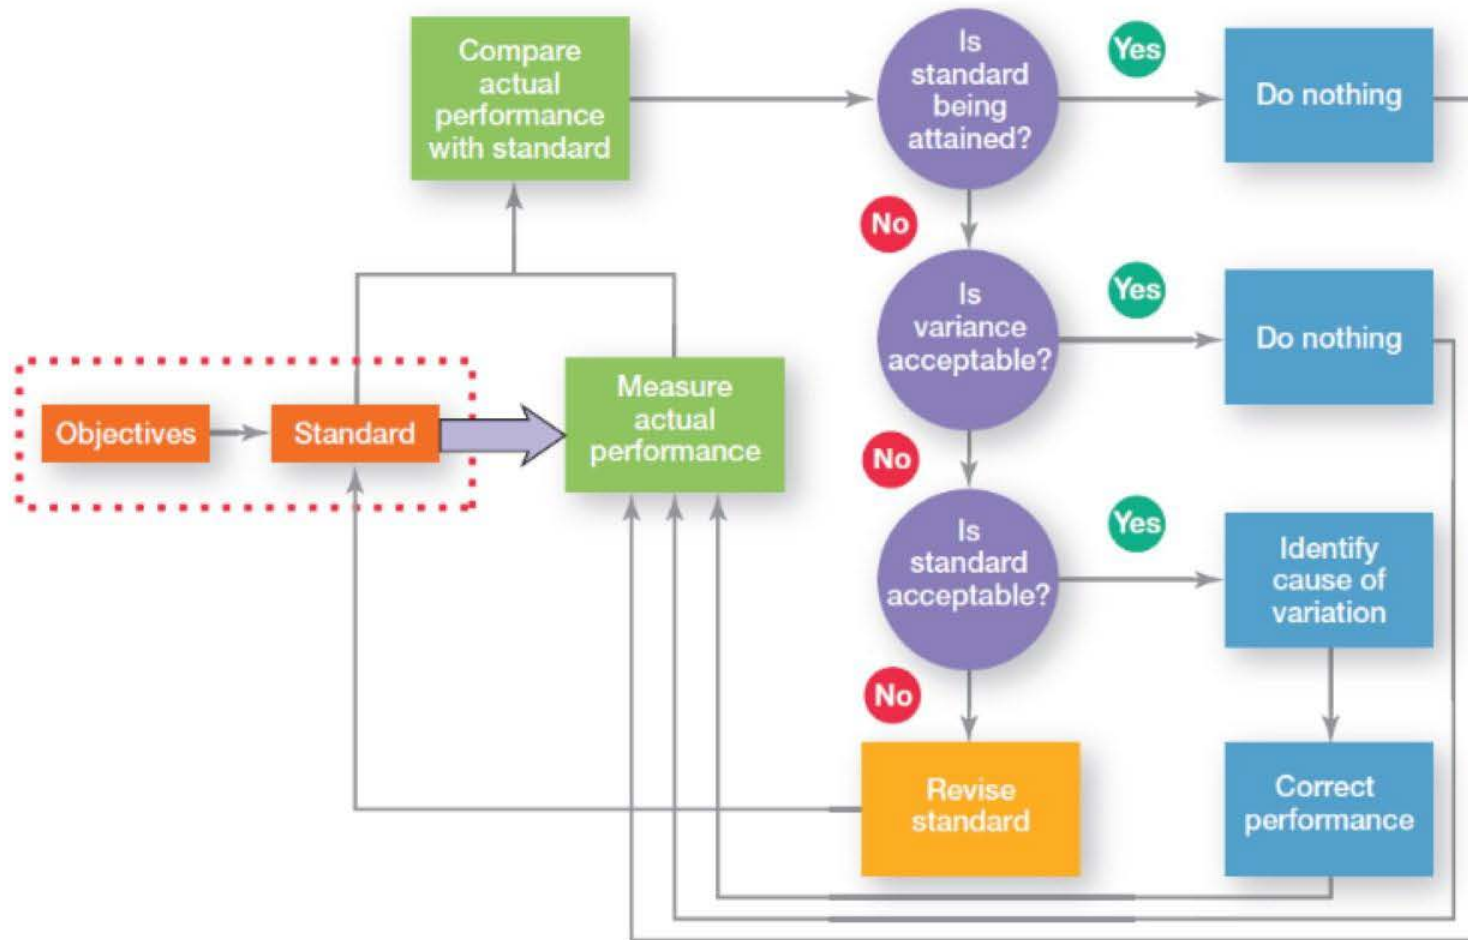 Compare
actual
performance
with standard
Is
standard
being
attained?
Yes
Do nothing
No
Is
variance
acceptable?
Yes
Do nothing
Objectives
Standard
Measure
actual
performance
No
Is
standard
acceptable?
Yes
Identify
cause of
variation
No
Revise
standard
Correct
performance